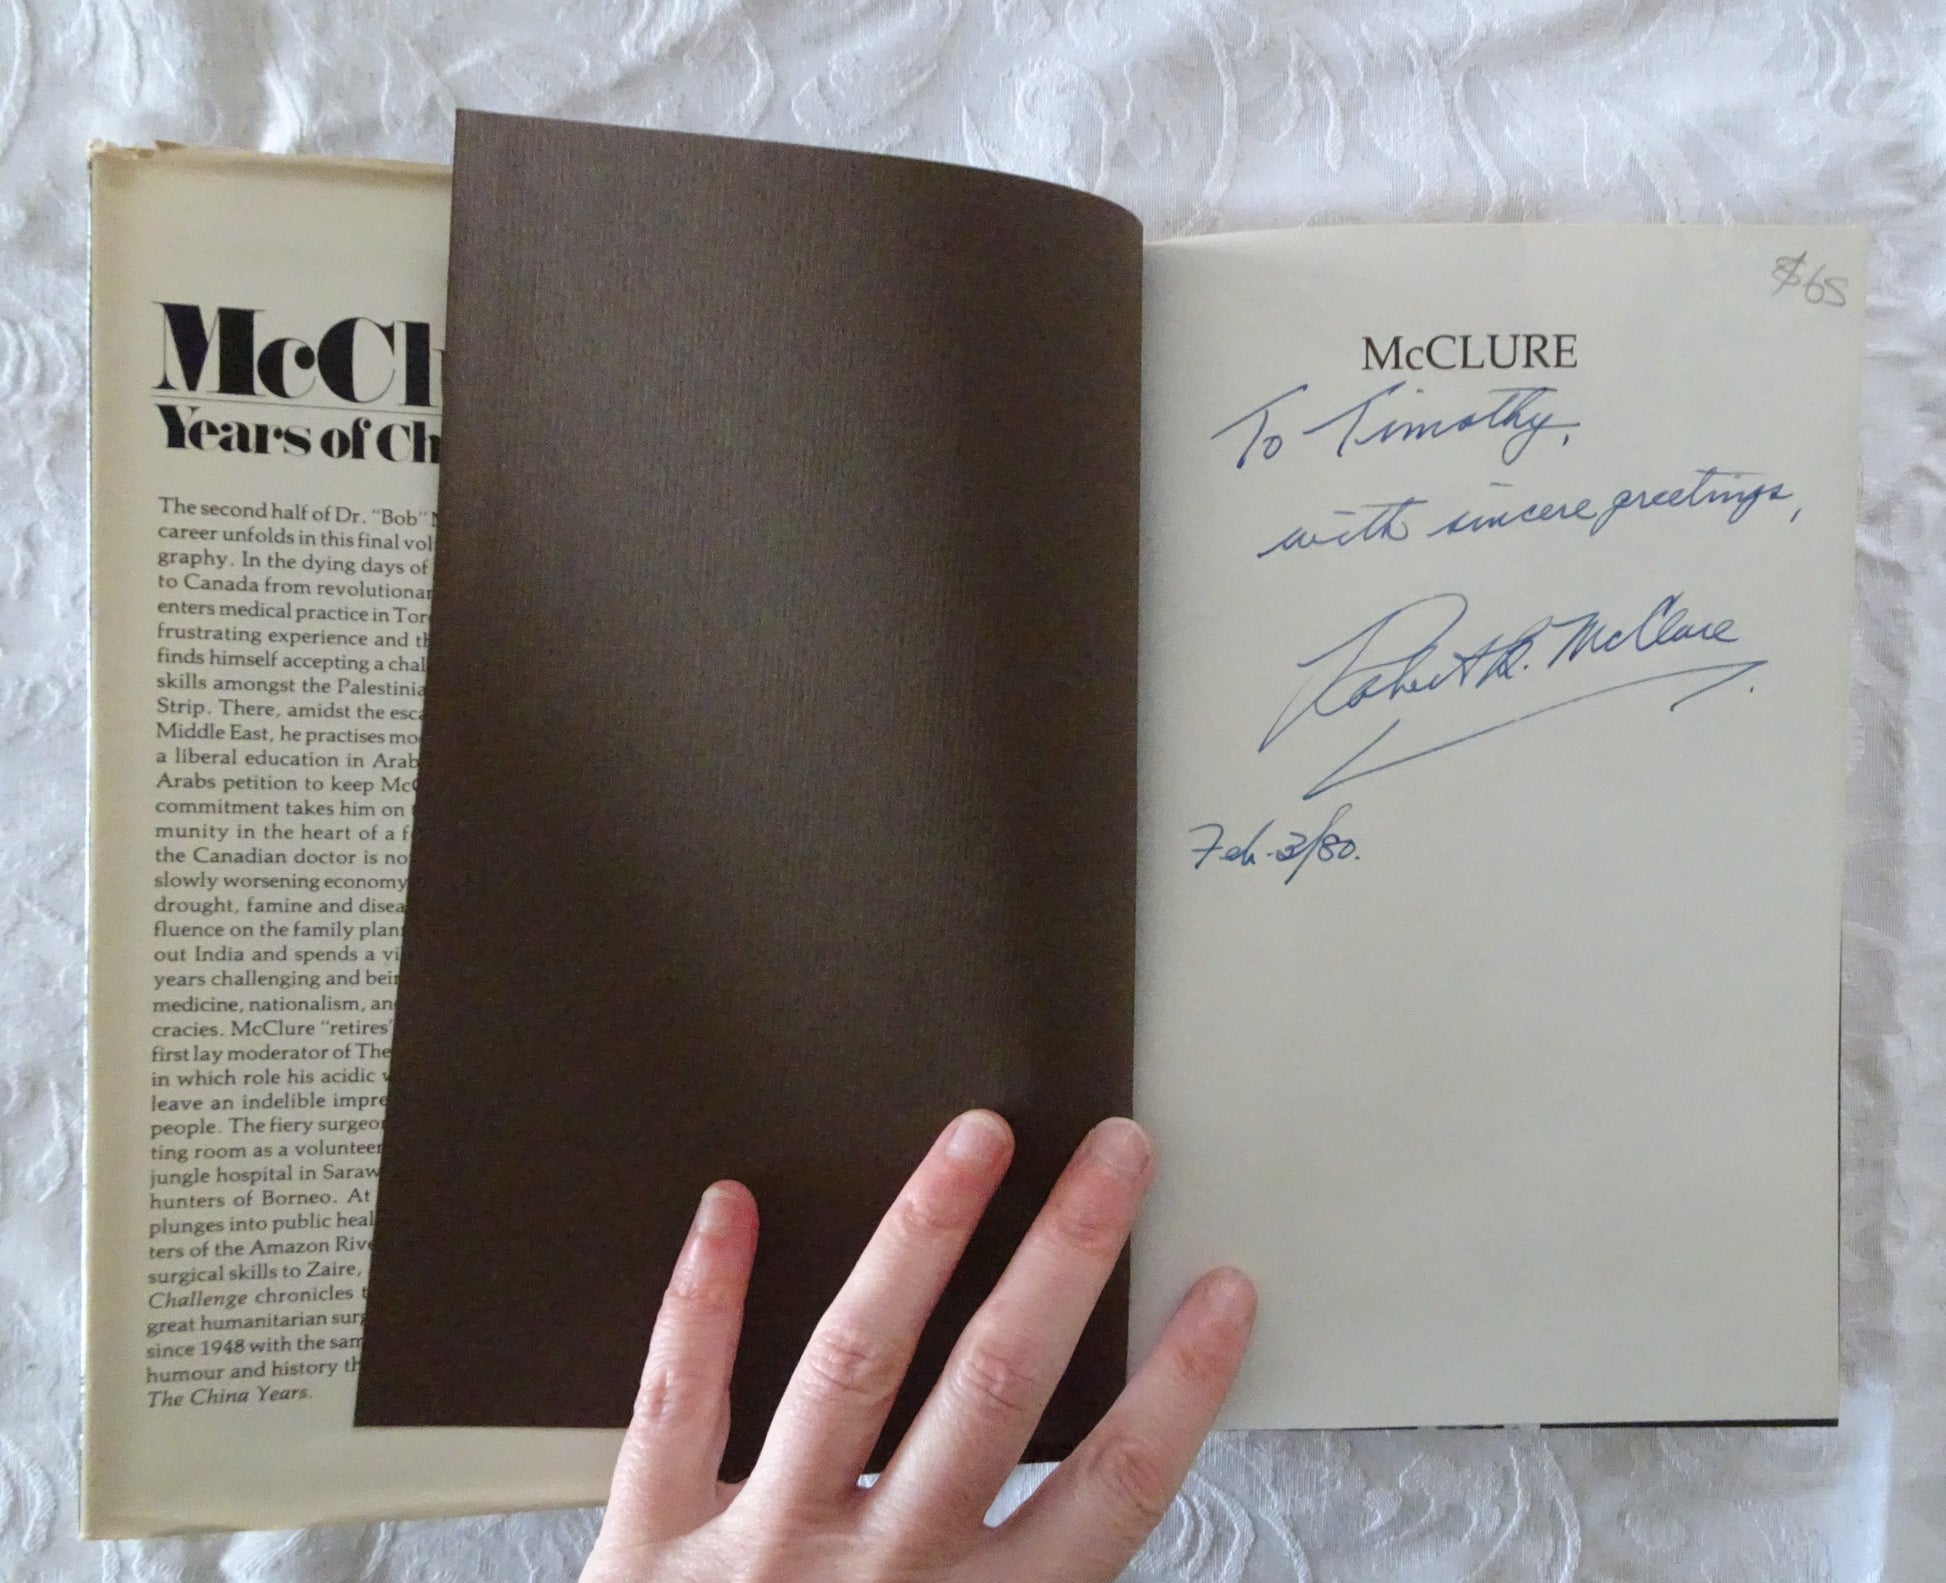 McCl
Years of Ch
The second half of Dr. "Bob"
career unfolds in this final vol
graphy. In the dying days of
to Canada from revolutionar
enters medical practice in Tor
frustrating experience and th
finds himself accepting a chal
skills amongst the Palestinia
Strip. There, amidst the esca
Middle East, he practises mo
a liberal education in Arab
Arabs petition to keep McC
commitment takes him on
munity in the heart of a f
the Canadian doctor is no
slowly worsening economy
drought, famine and disea
fluence on the family plan
out India and spends a vi
years challenging and bein
medicine, nationalism, an
cracies. McClure "retires"
first lay moderator of The
in which role his acidic w
leave an indelible impre
people. The fiery surgeo
ting room as a volunteer
jungle hospital in Saraw
hunters of Borneo. At
plunges into public heal
ters of the Amazon Rive
surgical skills to Zaire,
Challenge chronicles t
great humanitarian surg
since 1948 with the sam
humour and history th
The China Years.
$65
McCLURE
To Timothy,
with sincere greetings,
Robert B. McClure
Feb. 3/80.